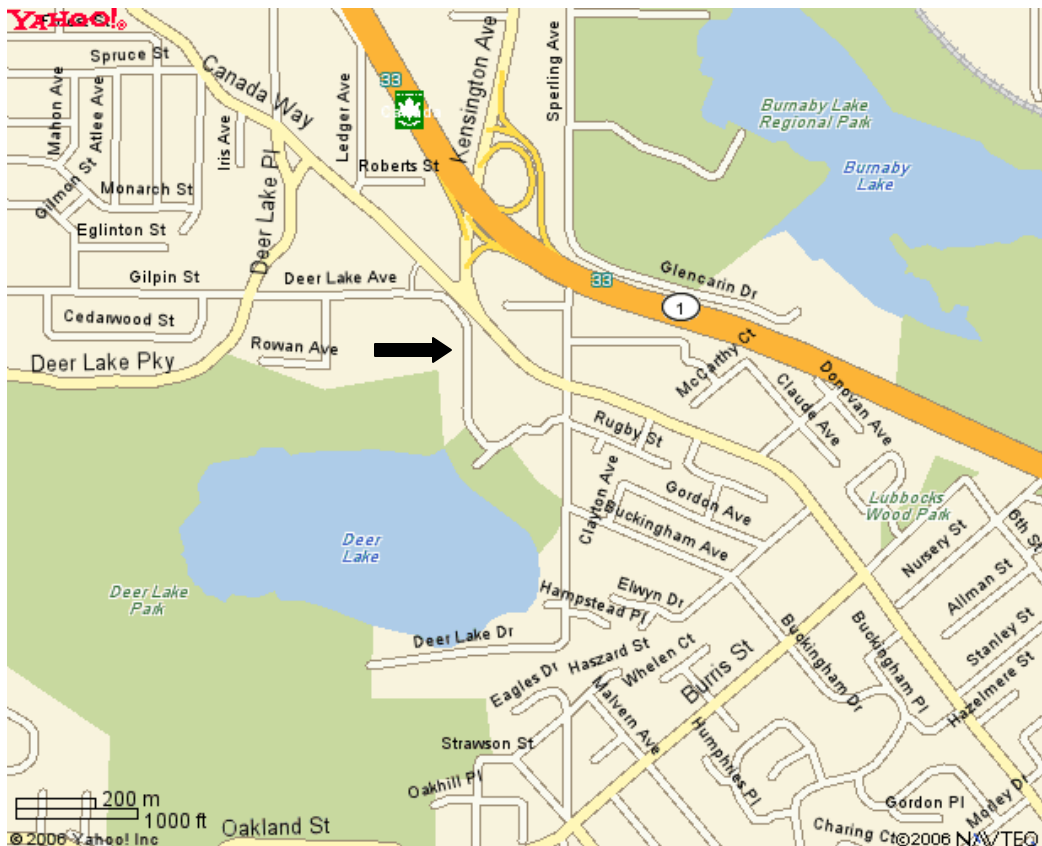 YAHOO!
Spruce St
Canada Way
33
Canada
Kensington Ave
Sperling Ave
Mahon Ave
Atlee Ave
Iris Ave
Ledger Ave
Roberts St
Burnaby Lake
Regional Park
Burnaby
Lake
Gilmon St
Monarch St
Eglinton St
Deer Lake Pl
Gilpin St
Deer Lake Ave
33
Glencarin Dr
1
Cedarwood St
Rowan Ave
Deer Lake Pky
McCarthy Ct
Claude Ave
Donovan Ave
Rugby St
Clayton Ave
Gordon Ave
Buckingham Ave
Lubbocks
Wood Park
Nursery St
6th St
Allman St
Stanley St
Hazelmere St
Deer
Lake
Deer Lake
Park
Hampstead Pl
Elwyn Dr
Deer Lake Dr
Eagles Dr
Haszard St
Whelen Ct
Burris St
Buckingham Dr
Buckingham Pl
Malvern Ave
Humphries Pl
Strawson St
Oakhill Pl
Gordon Pl
Morley Dr
Charing Ct
200 m
1000 ft
Oakland St
© 2006 Yahoo! Inc
©2006 NAVTEQ